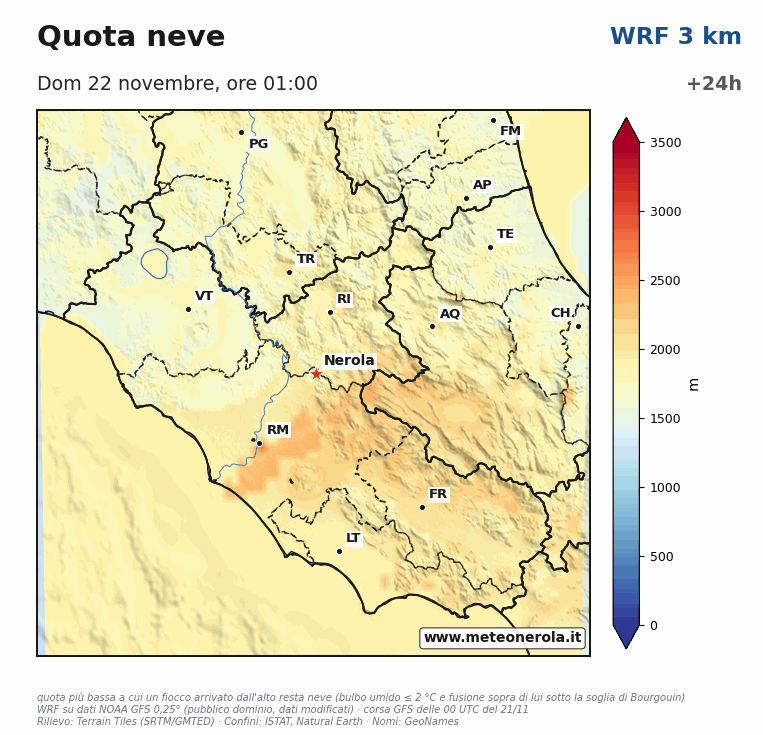 Quota neve
WRF 3 km
Dom 22 novembre, ore 01:00
+24h
FM
PG
AP
TE
TR
VT
RI
AQ
CH.
Nerola
RM
FR
LT
www.meteonerola.it
3500
3000
2500
2000
1500
1000
500
0
m
quota più bassa a cui un fiocco arrivato dall'alto resta neve (bulbo umido ≤ 2 °C e fusione sopra di lui sotto la soglia di Bourgouin)
WRF su dati NOAA GFS 0,25° (pubblico dominio, dati modificati) · corsa GFS delle 00 UTC del 21/11
Rilievo: Terrain Tiles (SRTM/GMTED) · Confini: ISTAT, Natural Earth · Nomi: GeoNames